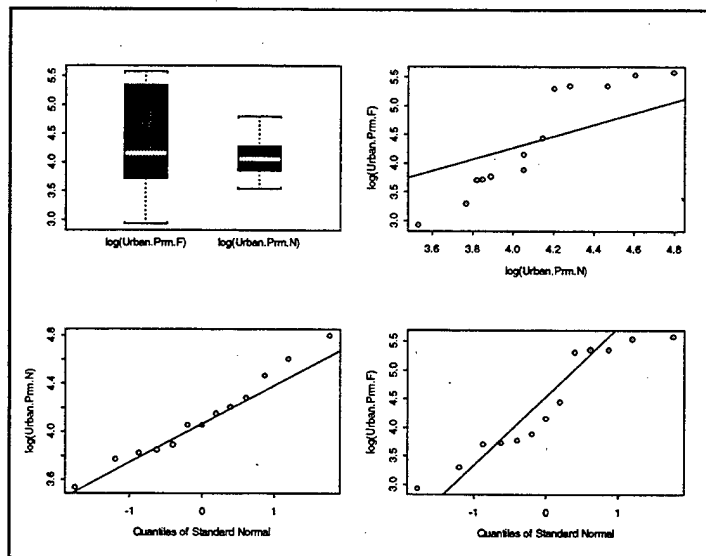 log(Urban.Prm.F)
log(Urban.Prm.N)
3.0 3.5 4.0 4.5 5.0 5.5
log(Urban.Prm.F)
3.0 3.5 4.0 4.5 5.0 5.5
3.6 3.8 4.0 4.2 4.4 4.6 4.8
log(Urban.Prm.N)
log(Urban.Prm.N)
3.6 4.2 4.8
-1 0 1
Quantiles of Standard Normal
log(Urban.Prm.F)
3.0 3.5 4.0 4.5 5.0 5.5
-1 0 1
Quantiles of Standard Normal